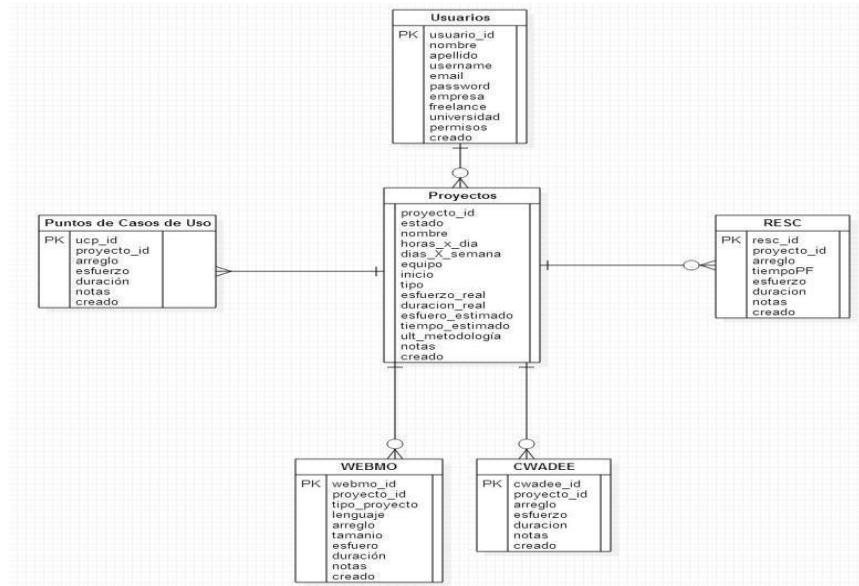 Usuarios
PK usuario_id
nombre
apellido
username
email
password
empresa
freelance
universidad
permisos
creado
Proyectos
proyecto_id
estado
nombre
horas_x_dia
dias_X_semana
equipo
inicio
tipo
esfuerzo_real
duracion_real
esfuero_estimado
tiempo_estimado
ult_metodología
notas
creado
Puntos de Casos de Uso
PK ucp_id
proyecto_id
arreglo
esfuerzo
duración
notas
creado
RESC
PK resc_id
proyecto_id
arreglo
tiempoPF
esfuerzo
duracion
notas
creado
WEBMO
PK webmo_id
proyecto_id
tipo_proyecto
lenguaje
arreglo
tamanio
esfuero
duración
notas
creado
CWADEE
PK cwadee_id
proyecto_id
arreglo
esfuerzo
duracion
notas
creado